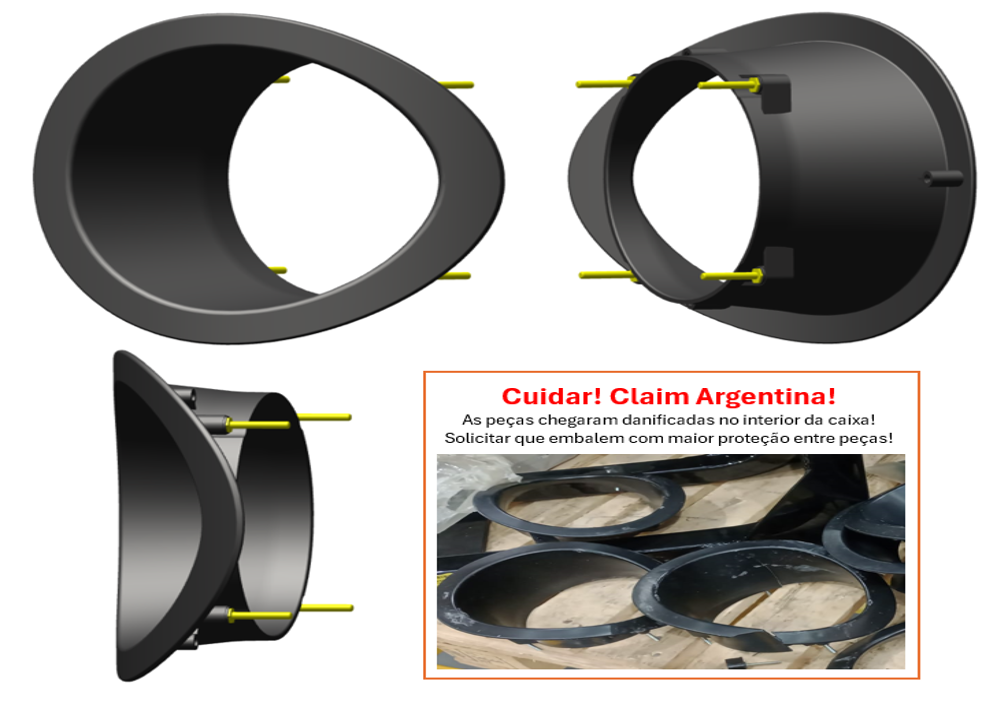 Cuidar! Claim Argentina!
As peças chegaram danificadas no interior da caixa!
Solicitar que embalem com maior proteção entre peças!